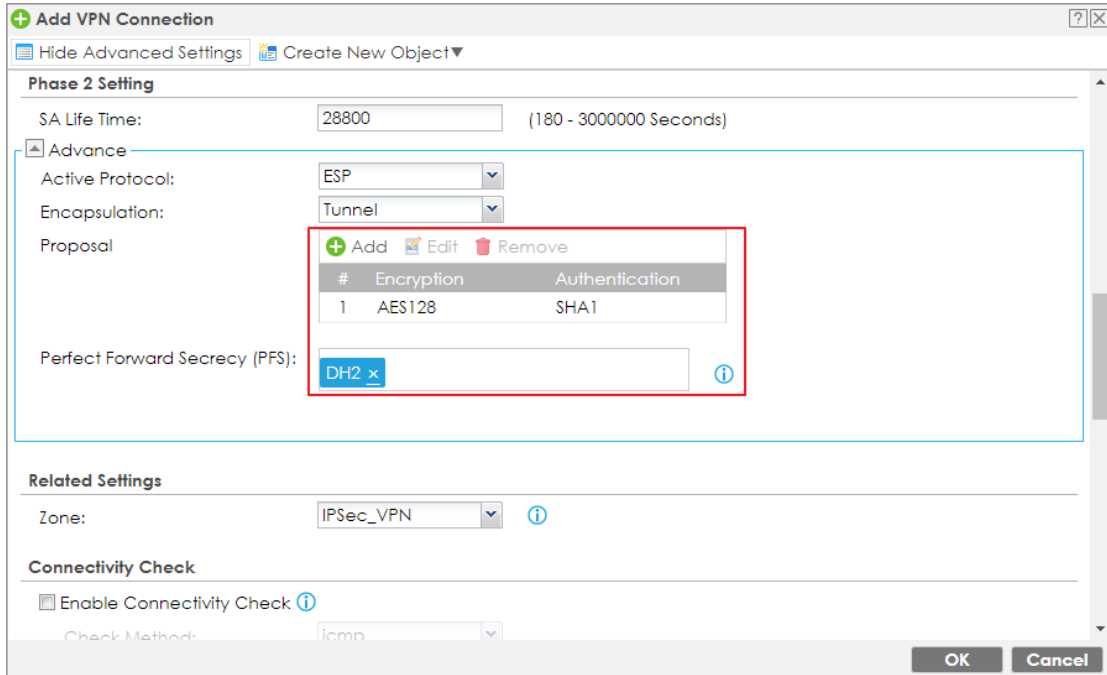 Add VPN Connection ? X
Hide Advanced Settings Create New Object▼
Phase 2 Setting
SA Life Time: 28800 (180 - 3000000 Seconds)
Advance
Active Protocol: ESP
Encapsulation: Tunnel
Proposal Add Edit Remove
# Encryption Authentication
1 AES128 SHA1
Perfect Forward Secrecy (PFS): DH2 x
Related Settings
Zone: IPSec_VPN
Connectivity Check
Enable Connectivity Check
Check Method: icmp
OK Cancel